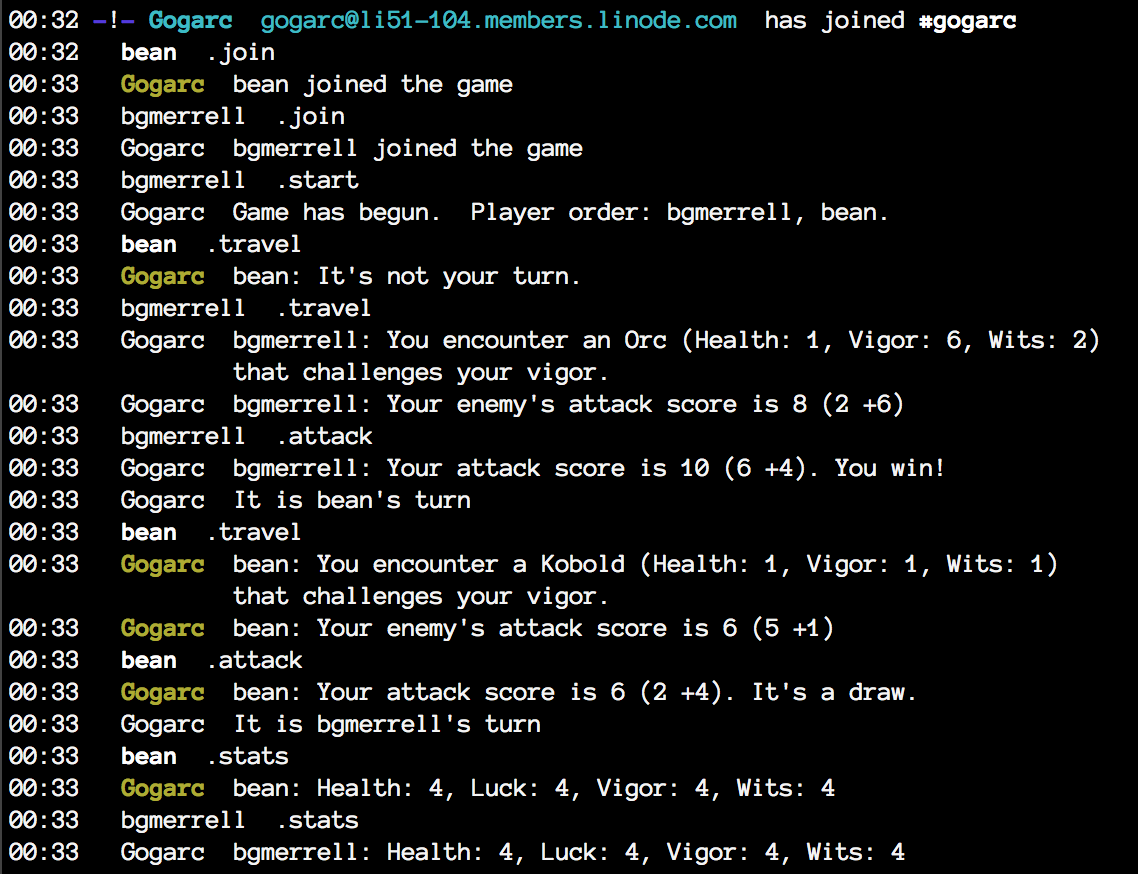 00:32 -!- Gogarc gogarc@li51-104.members.linode.com has joined #gogarc
00:32 bean .join
00:33 Gogarc bean joined the game
00:33 bgmerrell .join
00:33 Gogarc bgmerrell joined the game
00:33 bgmerrell .start
00:33 Gogarc Game has begun. Player order: bgmerrell, bean.
00:33 bean .travel
00:33 Gogarc bean: It's not your turn.
00:33 bgmerrell .travel
00:33 Gogarc bgmerrell: You encounter an Orc (Health: 1, Vigor: 6, Wits: 2)
that challenges your vigor.
00:33 Gogarc bgmerrell: Your enemy's attack score is 8 (2 +6)
00:33 bgmerrell .attack
00:33 Gogarc bgmerrell: Your attack score is 10 (6 +4). You win!
00:33 Gogarc It is bean's turn
00:33 bean .travel
00:33 Gogarc bean: You encounter a Kobold (Health: 1, Vigor: 1, Wits: 1)
that challenges your vigor.
00:33 Gogarc bean: Your enemy's attack score is 6 (5 +1)
00:33 bean .attack
00:33 Gogarc bean: Your attack score is 6 (2 +4). It's a draw.
00:33 Gogarc It is bgmerrell's turn
00:33 bean .stats
00:33 Gogarc bean: Health: 4, Luck: 4, Vigor: 4, Wits: 4
00:33 bgmerrell .stats
00:33 Gogarc bgmerrell: Health: 4, Luck: 4, Vigor: 4, Wits: 4